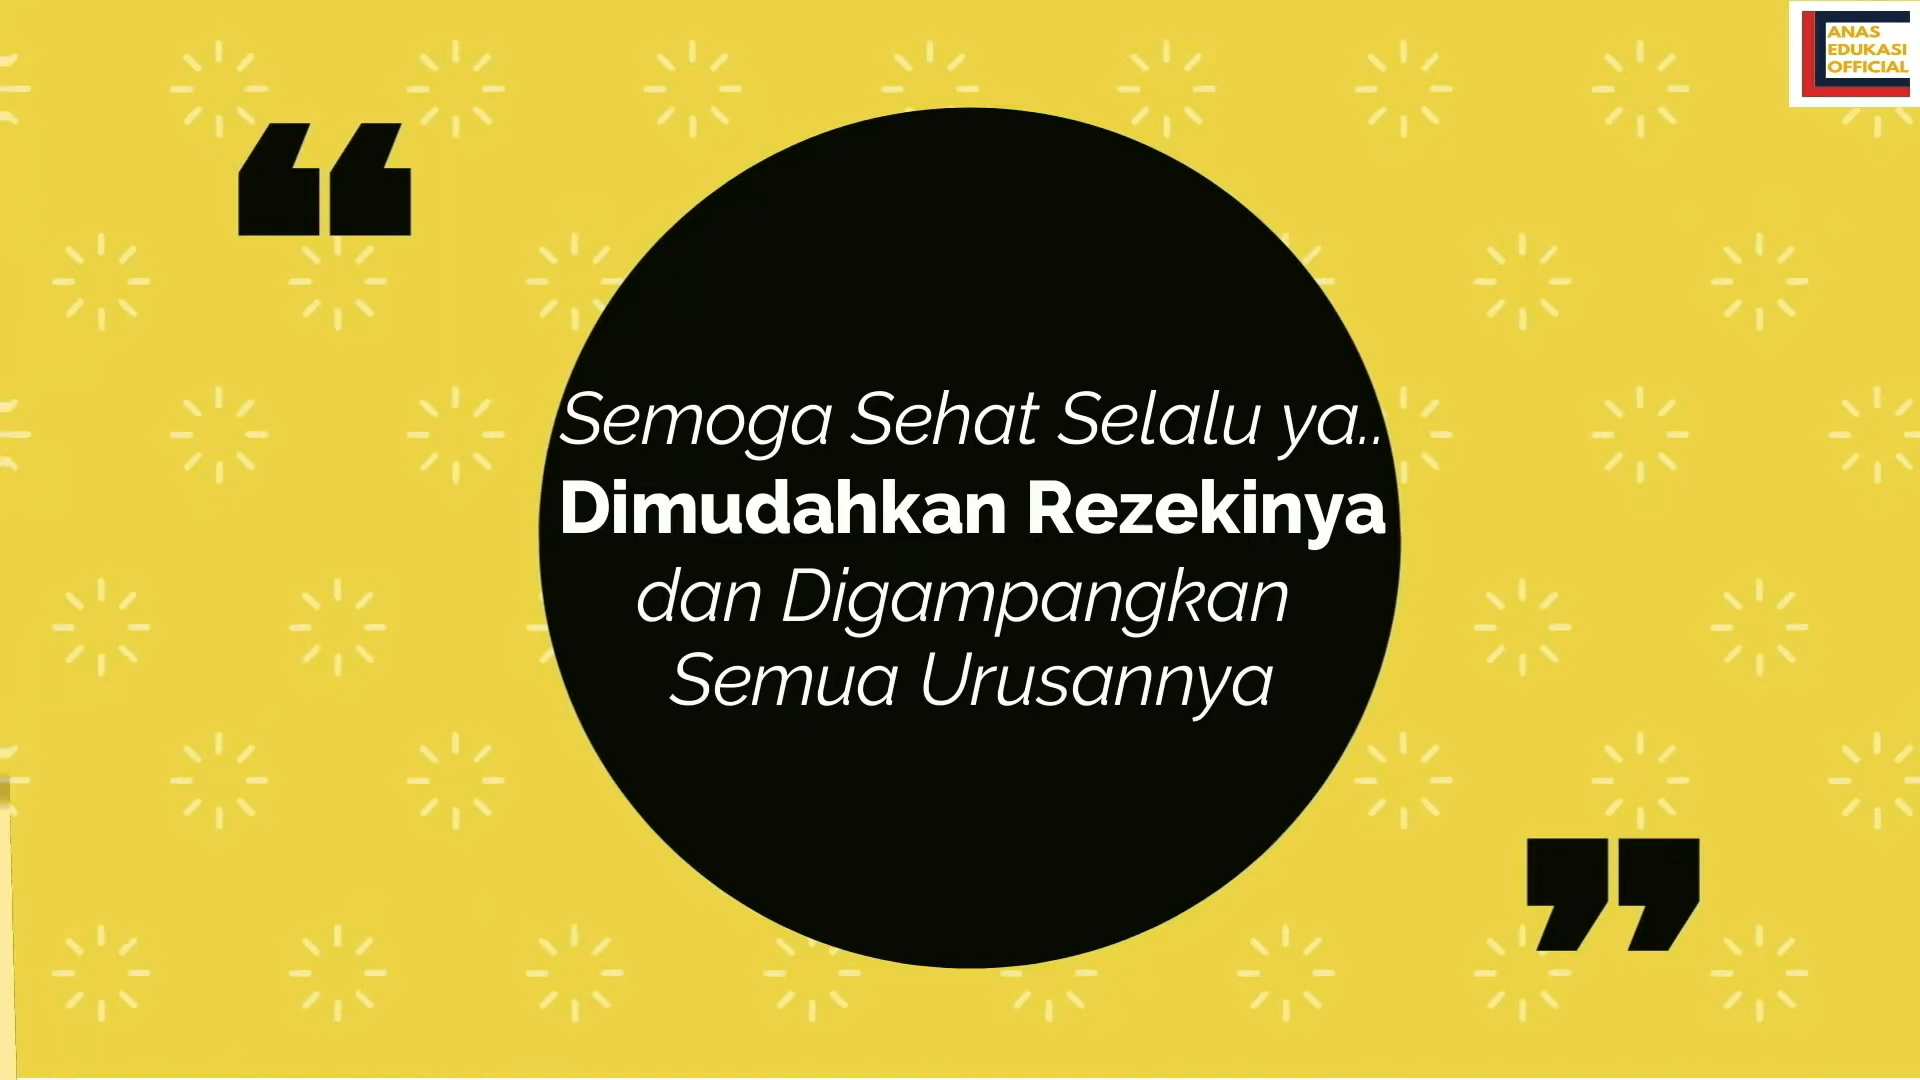 ANAS
EDUKASI
OFFICIAL
Semoga Sehat Selalu ya..
Dimudahkan Rezekinya
dan Digampangkan
Semua Urusannya